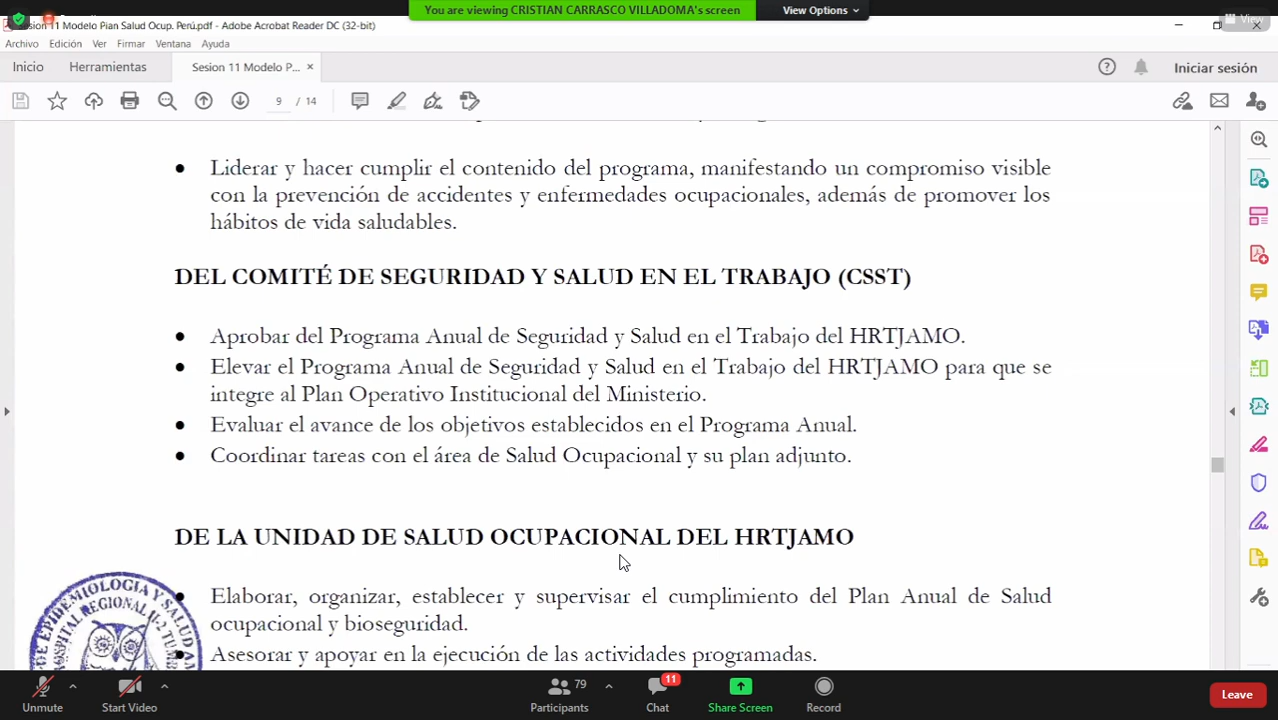 You are viewing CRISTIAN CARRASCO VILLADOMA's screen
View Options
Sesion 11 Modelo Plan Salud Ocup. Perú.pdf - Adobe Acrobat Reader DC (32-bit)
View
Archivo Edición Ver Firmar Ventana Ayuda
Inicio Herramientas Sesion 11 Modelo P... × Iniciar sesión
9 / 14
• Liderar y hacer cumplir el contenido del programa, manifestando un compromiso visible
con la prevención de accidentes y enfermedades ocupacionales, además de promover los
hábitos de vida saludables.
DEL COMITÉ DE SEGURIDAD Y SALUD EN EL TRABAJO (CSST)
• Aprobar del Programa Anual de Seguridad y Salud en el Trabajo del HRTJAMO.
• Elevar el Programa Anual de Seguridad y Salud en el Trabajo del HRTJAMO para que se
integre al Plan Operativo Institucional del Ministerio.
• Evaluar el avance de los objetivos establecidos en el Programa Anual.
• Coordinar tareas con el área de Salud Ocupacional y su plan adjunto.
DE LA UNIDAD DE SALUD OCUPACIONAL DEL HRTJAMO
• Elaborar, organizar, establecer y supervisar el cumplimiento del Plan Anual de Salud
ocupacional y bioseguridad.
• Asesorar y apoyar en la ejecución de las actividades programadas.
EPIDEMIOLOGIA Y SALUD
HOSPITAL REGIONAL II-2
79 11
Unmute Start Video Participants Chat Share Screen Record Leave